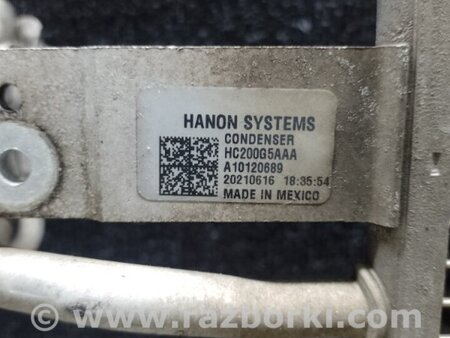 HANON SYSTEMS
CONDENSER
HC200G5AAA
A10120689
20210616 18:35:54
MADE IN MEXICO
© www.razborki.com